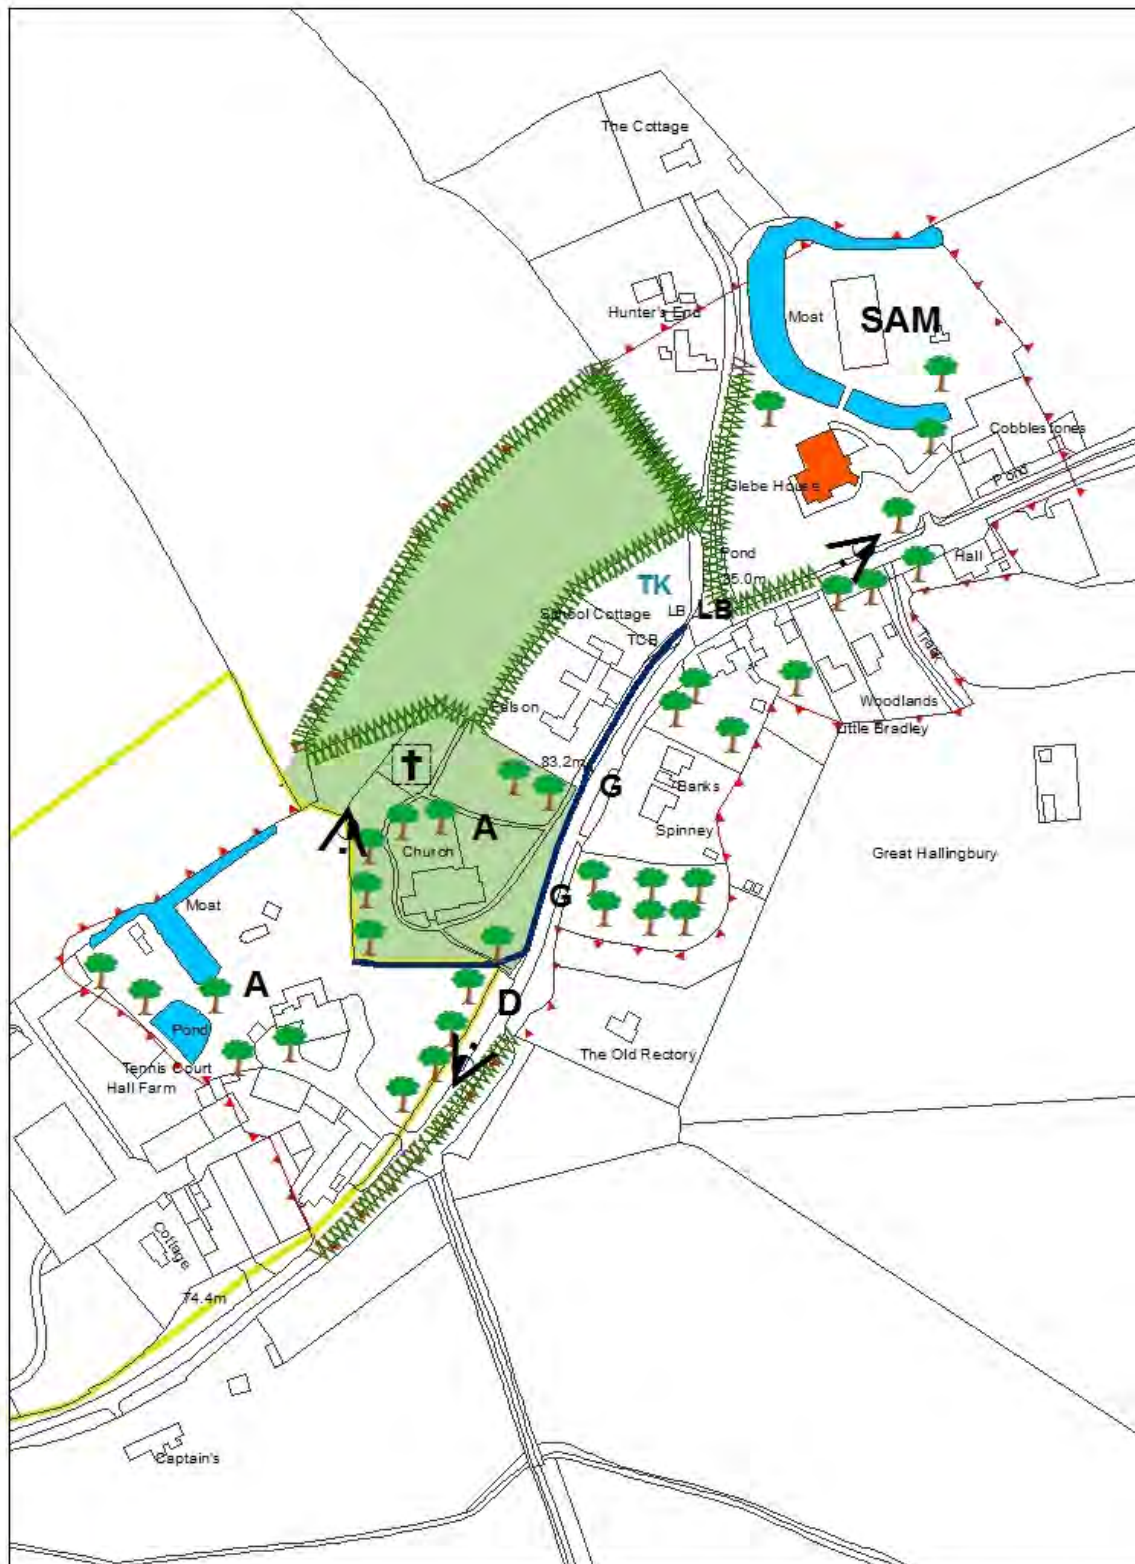 The Cottage
Hunter's End
Moat
SAM
Cobblestones
Pond
Glebe House
Pond
Hall
TK
School Cottage
LB
LB
TCB
Track
Woodlands
Little Bradley
83.2m
G
Banks
Spinney
A
Church
Great Hallingbury
G
Moat
A
D
Pond
The Old Rectory
Tennis Court
Hall Farm
Cottage
74.4m
Captain's